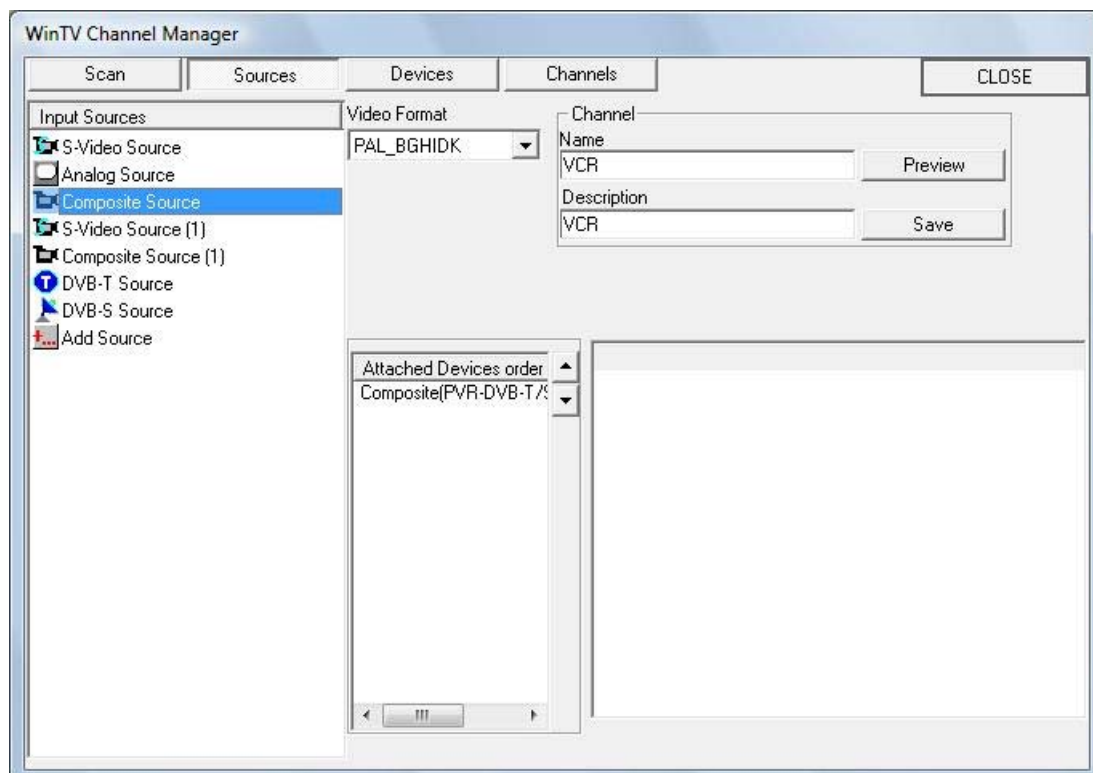 WinTV Channel Manager
Scan
Sources
Devices
Channels
CLOSE
Input Sources
S-Video Source
Analog Source
Composite Source
S-Video Source (1)
Composite Source (1)
DVB-T Source
DVB-S Source
Add Source
Video Format
PAL_BGHIDK
Channel
Name
VCR
Preview
Description
VCR
Save
Attached Devices order
Composite(PVR-DVB-T/S